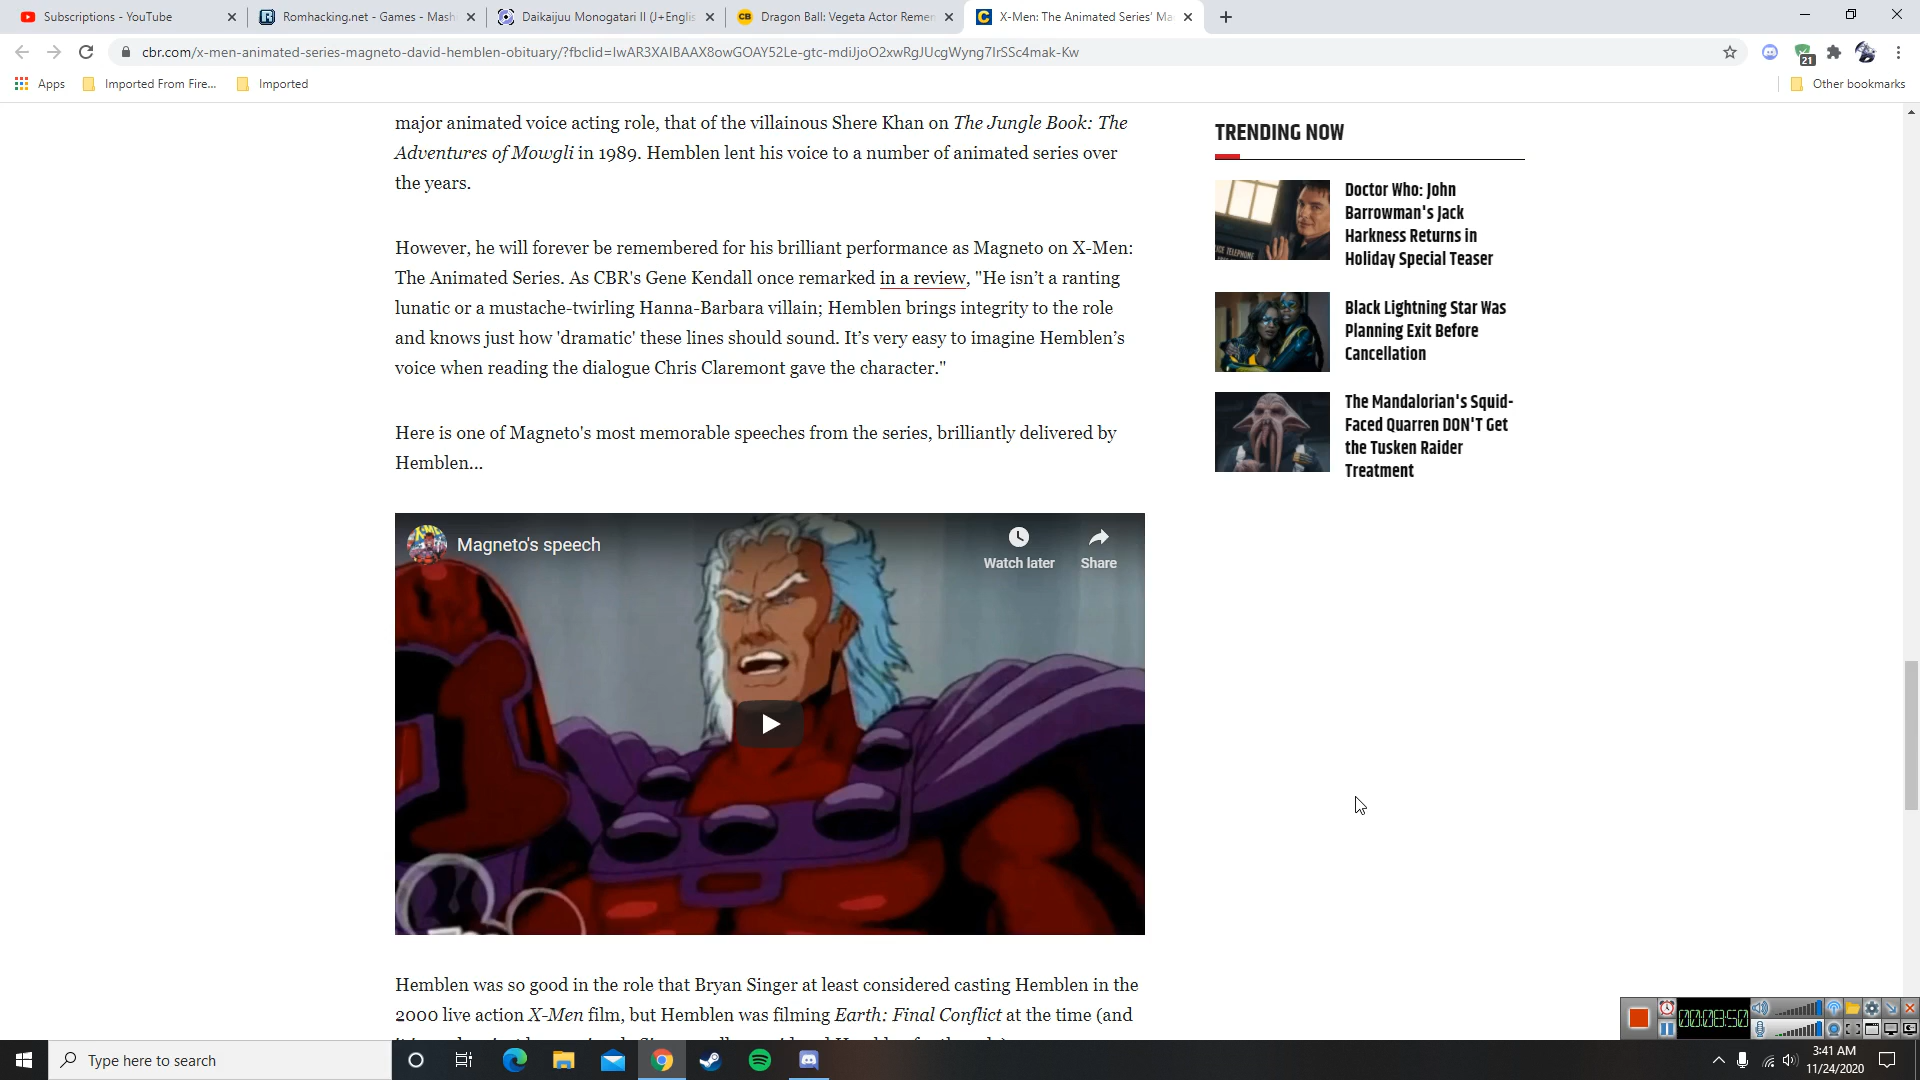 Subscriptions - YouTube
Romhacking.net - Games - Mash
Daikaijuu Monogatari II (J+Englis
Dragon Ball: Vegeta Actor Remem
X-Men: The Animated Series' Ma
cbr.com/x-men-animated-series-magneto-david-hemblen-obituary/?fbclid=IwAR3XAIBAAX8owGOAY52Le-gtc-mdiJjoO2xwRgJUcgWyng7IrSSc4mak-Kw
21
Apps
Imported From Fire...
Imported
Other bookmarks
major animated voice acting role, that of the villainous Shere Khan on The Jungle Book: The
Adventures of Mowgli in 1989. Hemblen lent his voice to a number of animated series over
the years.
However, he will forever be remembered for his brilliant performance as Magneto on X-Men:
The Animated Series. As CBR's Gene Kendall once remarked in a review, "He isn’t a ranting
lunatic or a mustache-twirling Hanna-Barbara villain; Hemblen brings integrity to the role
and knows just how 'dramatic' these lines should sound. It’s very easy to imagine Hemblen’s
voice when reading the dialogue Chris Claremont gave the character."
Here is one of Magneto's most memorable speeches from the series, brilliantly delivered by
Hemblen...
Magneto's speech
Watch later
Share
Hemblen was so good in the role that Bryan Singer at least considered casting Hemblen in the
2000 live action X-Men film, but Hemblen was filming Earth: Final Conflict at the time (and
TRENDING NOW
Doctor Who: John
Barrowman's Jack
Harkness Returns in
Holiday Special Teaser
Black Lightning Star Was
Planning Exit Before
Cancellation
The Mandalorian's Squid-
Faced Quarren DON'T Get
the Tusken Raider
Treatment
00:08:50
Type here to search
3:41 AM
11/24/2020